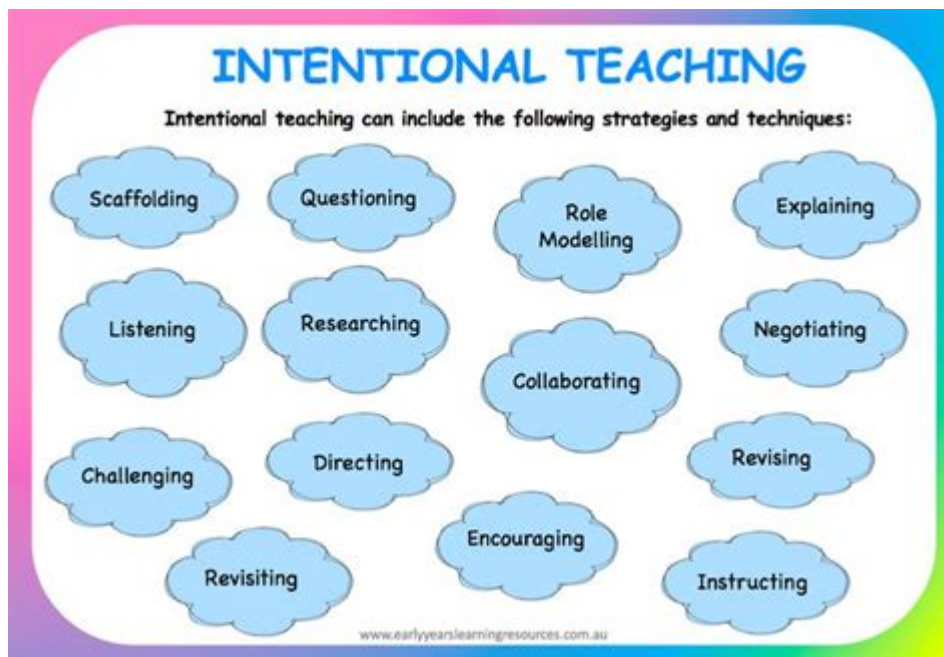 INTENTIONAL TEACHING
Intentional teaching can include the following strategies and techniques:
Scaffolding
Questioning
Role
Modelling
Explaining
Listening
Researching
Collaborating
Negotiating
Challenging
Directing
Revising
Encouraging
Revisiting
Instructing
www.earlyyearslearningresources.com.au